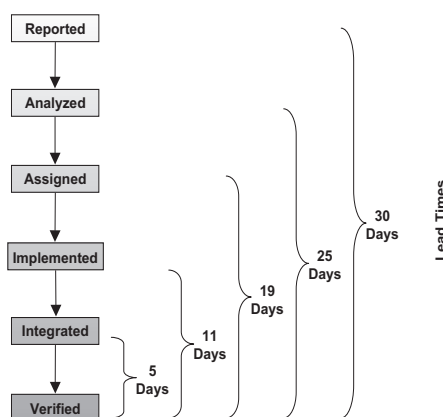 Reported
Analyzed
Assigned
Implemented
Integrated
Verified
5
Days
11
Days
19
Days
25
Days
30
Days
Lead Times